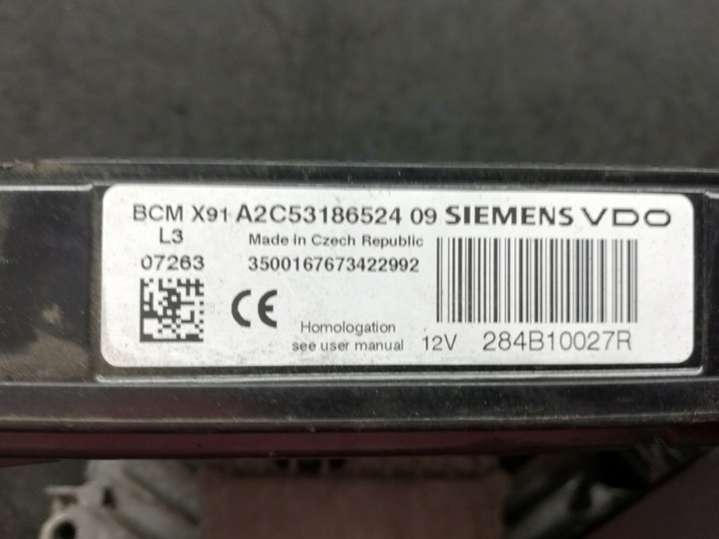 BCM X91 A2C53186524 09 SIEMENS VDO
L3 Made in Czech Republic
07263 3500167673422992
CE
Homologation
see user manual 12V 284B10027R